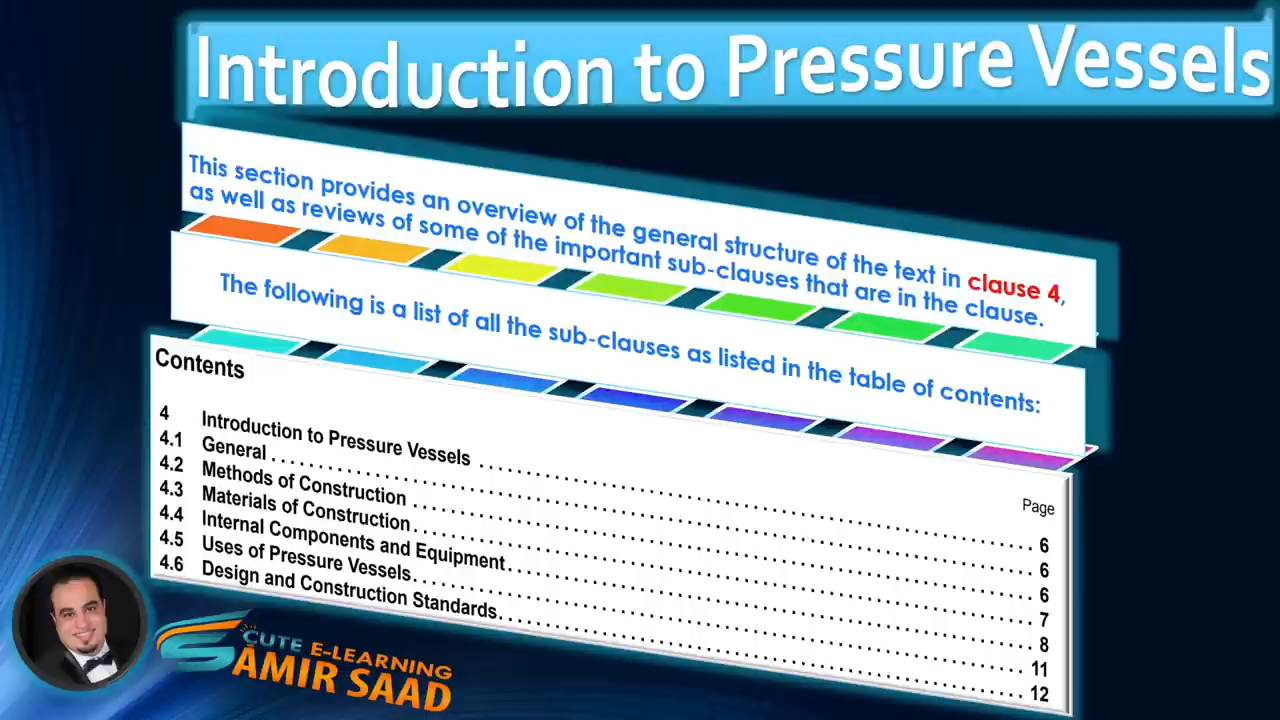 Introduction to Pressure Vessels
This section provides an overview of the general structure of the text in clause 4,
as well as reviews of some of the important sub-clauses that are in the clause.
The following is a list of all the sub-clauses as listed in the table of contents:
Contents
Page
4 Introduction to Pressure Vessels . . . . . . . . . . . . . . . . . . . . . . . . . . . . . . 6
4.1 General . . . . . . . . . . . . . . . . . . . . . . . . . . . . . . 6
4.2 Methods of Construction . . . . . . . . . . . . . . . . . . . . . . . . . . . . . . 6
4.3 Materials of Construction . . . . . . . . . . . . . . . . . . . . . . . . . . . . . . 7
4.4 Internal Components and Equipment . . . . . . . . . . . . . . . . . . . . . . . . . . . . . . 8
4.5 Uses of Pressure Vessels . . . . . . . . . . . . . . . . . . . . . . . . . . . . . . 11
4.6 Design and Construction Standards . . . . . . . . . . . . . . . . . . . . . . . . . . . . . . 12
CUTE E-LEARNING
AMIR SAAD